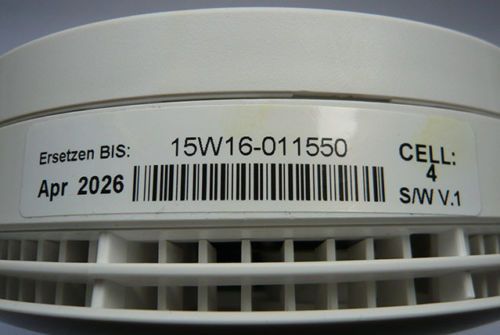 Ersetzen BIS: 15W16-011550 CELL:
4
Apr 2026 S/W V.1